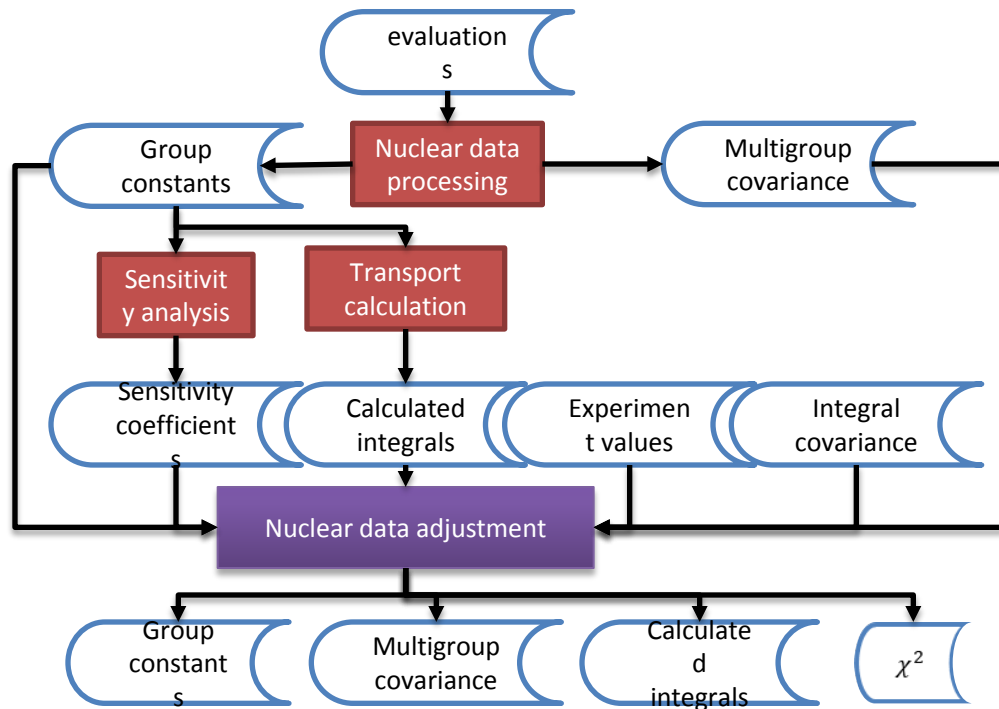 evaluation
s
Group
constants
Nuclear data
processing
Multigroup
covariance
Sensitivit
y analysis
Transport
calculation
Sensitivity
coefficient
s
Calculated
integrals
Experimen
t values
Integral
covariance
Nuclear data adjustment
Group
constant
s
Multigroup
covariance
Calculate
d
integrals
χ²